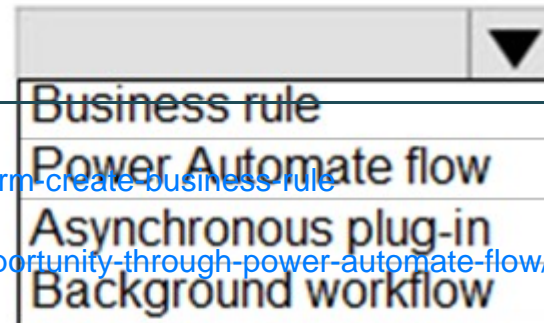 Business rule
Power Automate flow
rm-create-business-rule
Asynchronous plug-in
portunity-through-power-automate-flow/
Background workflow